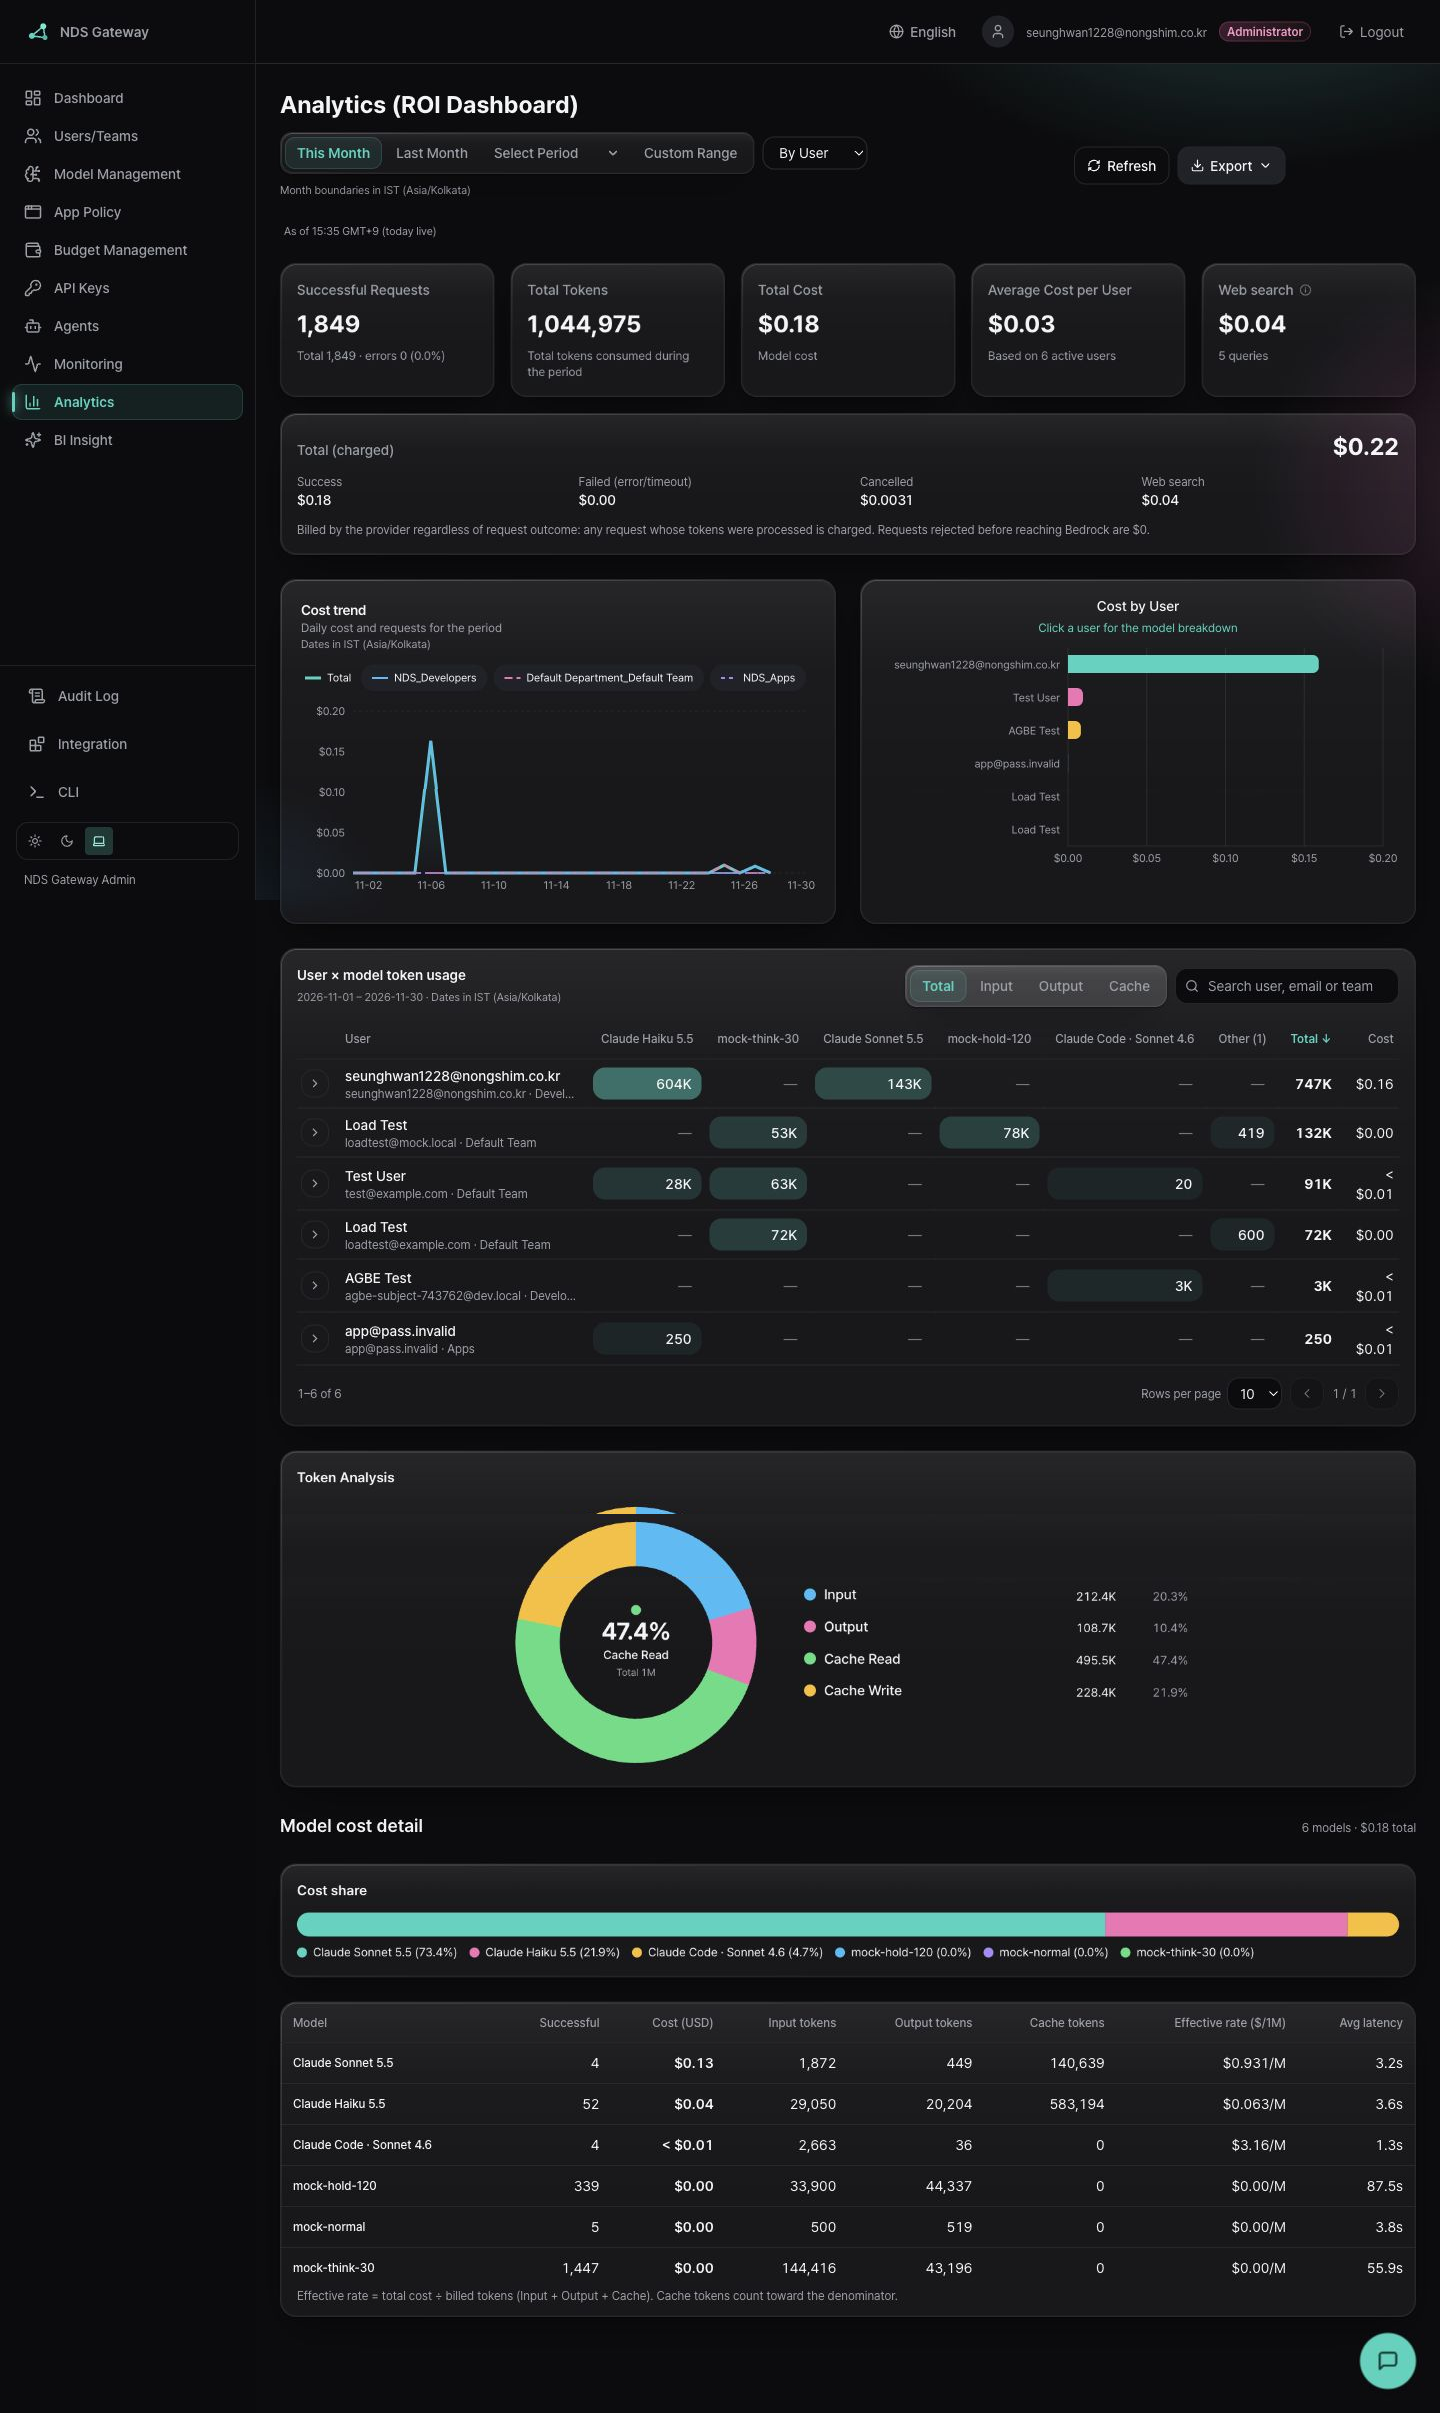 NDS Gateway
English
seunghwan1228@nongshim.co.kr
Administrator
Logout
Dashboard
Users/Teams
Model Management
App Policy
Budget Management
API Keys
Agents
Monitoring
Analytics
BI Insight
Audit Log
Integration
CLI
NDS Gateway Admin
Analytics (ROI Dashboard)
This Month Last Month Select Period Custom Range By User
Refresh Export
Month boundaries in IST (Asia/Kolkata)
As of 15:35 GMT+9 (today live)
Successful Requests
1,849
Total 1,849 · errors 0 (0.0%)
Total Tokens
1,044,975
Total tokens consumed during
the period
Total Cost
$0.18
Model cost
Average Cost per User
$0.03
Based on 6 active users
Web search
$0.04
5 queries
Total (charged) $0.22
Success Failed (error/timeout) Cancelled Web search
$0.18 $0.00 $0.0031 $0.04
Billed by the provider regardless of request outcome: any request whose tokens were processed is charged. Requests rejected before reaching Bedrock are $0.
Cost trend
Daily cost and requests for the period
Dates in IST (Asia/Kolkata)
Total NDS_Developers Default Department_Default Team NDS_Apps
$0.20
$0.15
$0.10
$0.05
$0.00
11-02 11-06 11-10 11-14 11-18 11-22 11-26 11-30
Cost by User
Click a user for the model breakdown
seunghwan1228@nongshim.co.kr
Test User
AGBE Test
app@pass.invalid
Load Test
Load Test
$0.00 $0.05 $0.10 $0.15 $0.20
User × model token usage
2026-11-01 – 2026-11-30 · Dates in IST (Asia/Kolkata)
Total Input Output Cache
Search user, email or team
User Claude Haiku 5.5 mock-think-30 Claude Sonnet 5.5 mock-hold-120 Claude Code · Sonnet 4.6 Other (1) Total ↓ Cost
seunghwan1228@nongshim.co.kr
seunghwan1228@nongshim.co.kr · Devel...
604K — 143K — — — 747K $0.16
Load Test
loadtest@mock.local · Default Team
— 53K — 78K — 419 132K $0.00
Test User
test@example.com · Default Team
28K 63K — — 20 — 91K < $0.01
Load Test
loadtest@example.com · Default Team
— 72K — — — 600 72K $0.00
AGBE Test
agbe-subject-743762@dev.local · Develo...
— — — — 3K — 3K < $0.01
app@pass.invalid
app@pass.invalid · Apps
250 — — — — — 250 < $0.01
1–6 of 6
Rows per page 10 1 / 1
Token Analysis
47.4%
Cache Read
Total 1M
Input 212.4K 20.3%
Output 108.7K 10.4%
Cache Read 495.5K 47.4%
Cache Write 228.4K 21.9%
Model cost detail
6 models · $0.18 total
Cost share
Claude Sonnet 5.5 (73.4%) Claude Haiku 5.5 (21.9%) Claude Code · Sonnet 4.6 (4.7%) mock-hold-120 (0.0%) mock-normal (0.0%) mock-think-30 (0.0%)
Model Successful Cost (USD) Input tokens Output tokens Cache tokens Effective rate ($/1M) Avg latency
Claude Sonnet 5.5 4 $0.13 1,872 449 140,639 $0.931/M 3.2s
Claude Haiku 5.5 52 $0.04 29,050 20,204 583,194 $0.063/M 3.6s
Claude Code · Sonnet 4.6 4 < $0.01 2,663 36 0 $3.16/M 1.3s
mock-hold-120 339 $0.00 33,900 44,337 0 $0.00/M 87.5s
mock-normal 5 $0.00 500 519 0 $0.00/M 3.8s
mock-think-30 1,447 $0.00 144,416 43,196 0 $0.00/M 55.9s
Effective rate = total cost ÷ billed tokens (Input + Output + Cache). Cache tokens count toward the denominator.